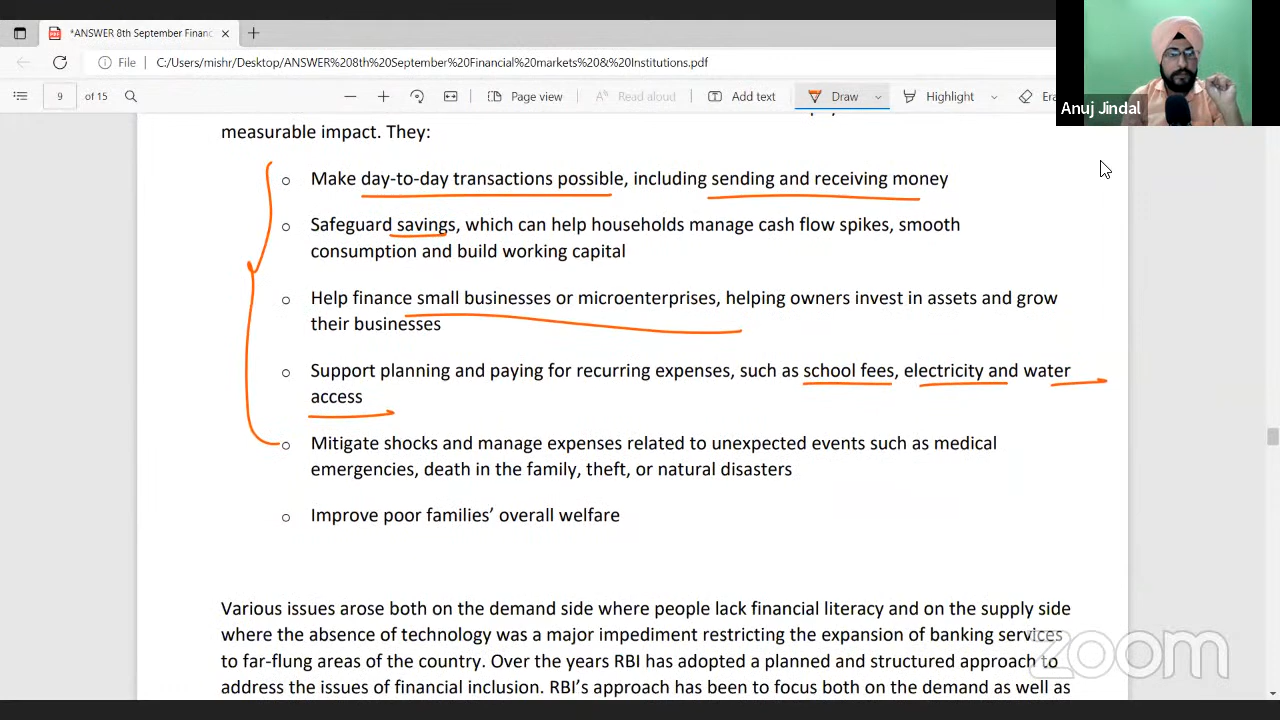 *ANSWER 8th September Financ
File C:/Users/mishr/Desktop/ANSWER%208th%20September%20Financial%20markets%20&%20Institutions.pdf
9 of 15 Page view Read aloud Add text Draw Highlight
Anuj Jindal
measurable impact. They:
Make day-to-day transactions possible, including sending and receiving money
Safeguard savings, which can help households manage cash flow spikes, smooth
consumption and build working capital
Help finance small businesses or microenterprises, helping owners invest in assets and grow
their businesses
Support planning and paying for recurring expenses, such as school fees, electricity and water
access
Mitigate shocks and manage expenses related to unexpected events such as medical
emergencies, death in the family, theft, or natural disasters
Improve poor families’ overall welfare
Various issues arose both on the demand side where people lack financial literacy and on the supply side
where the absence of technology was a major impediment restricting the expansion of banking services
to far-flung areas of the country. Over the years RBI has adopted a planned and structured approach to
address the issues of financial inclusion. RBI’s approach has been to focus both on the demand as well as
zoom